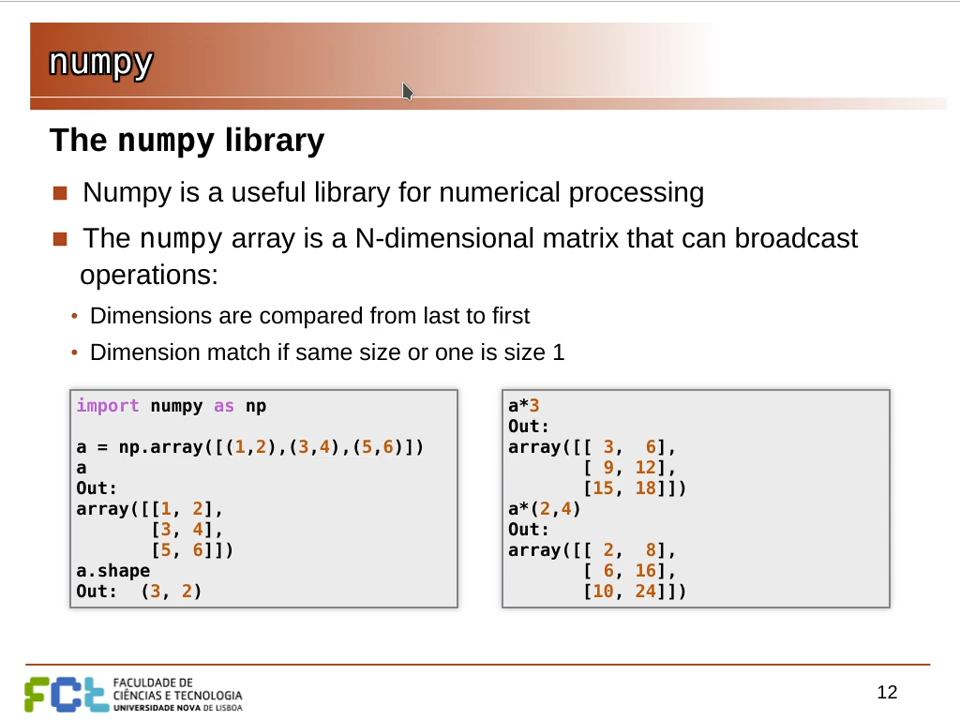 numpy
The numpy library
Numpy is a useful library for numerical processing
The numpy array is a N-dimensional matrix that can broadcast
operations:
• Dimensions are compared from last to first
• Dimension match if same size or one is size 1
import numpy as np
a = np.array([(1,2),(3,4),(5,6)])
a
Out:
array([[1, 2],
       [3, 4],
       [5, 6]])
a.shape
Out:  (3, 2)
a*3
Out:
array([[ 3,  6],
       [ 9, 12],
       [15, 18]])
a*(2,4)
Out:
array([[ 2,  8],
       [ 6, 16],
       [10, 24]])
FCt
FACULDADE DE
CIÊNCIAS E TECNOLOGIA
UNIVERSIDADE NOVA DE LISBOA
12